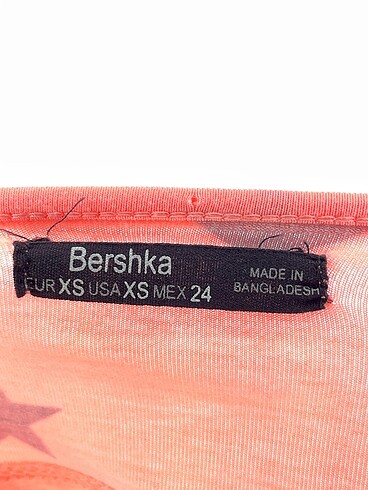 Bershka
EUR XS USA XS MEX 24
MADE IN
BANGLADESH